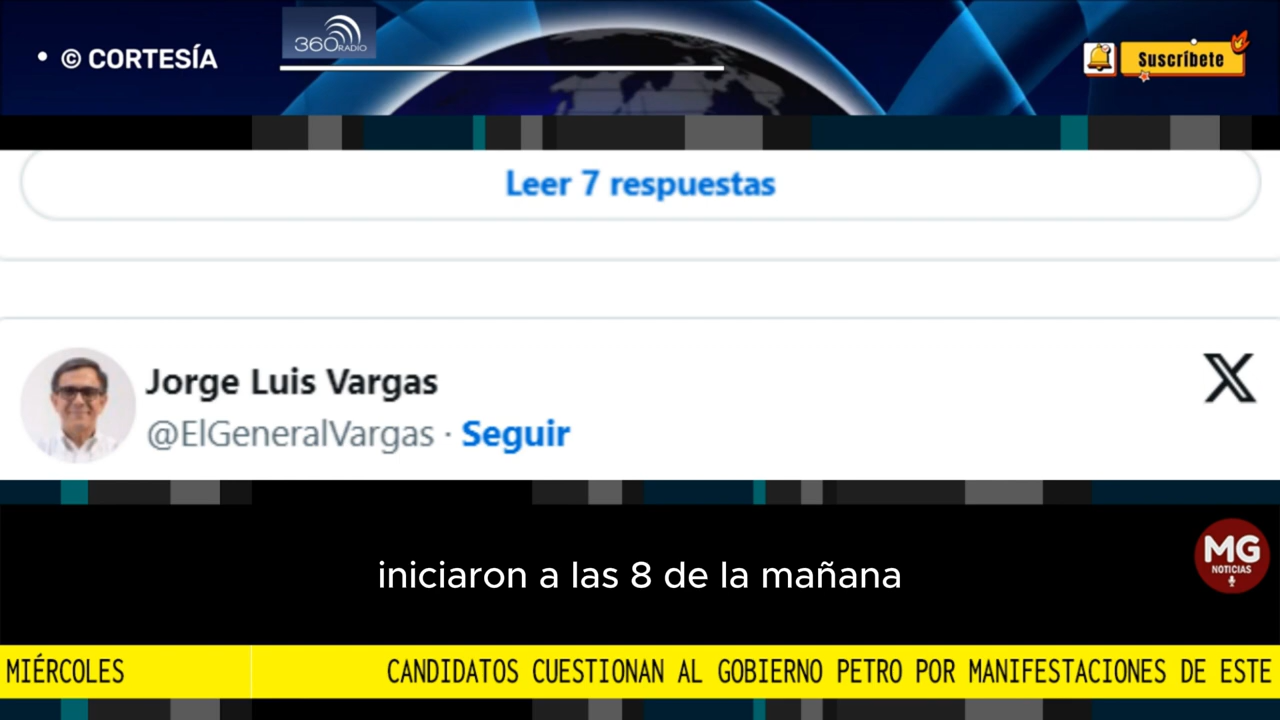 • © CORTESÍA
360RADIO
Suscríbete
Leer 7 respuestas
Jorge Luis Vargas
X
@ElGeneralVargas · Seguir
MG
NOTICIAS
iniciaron a las 8 de la mañana
MIÉRCOLES CANDIDATOS CUESTIONAN AL GOBIERNO PETRO POR MANIFESTACIONES DE ESTE